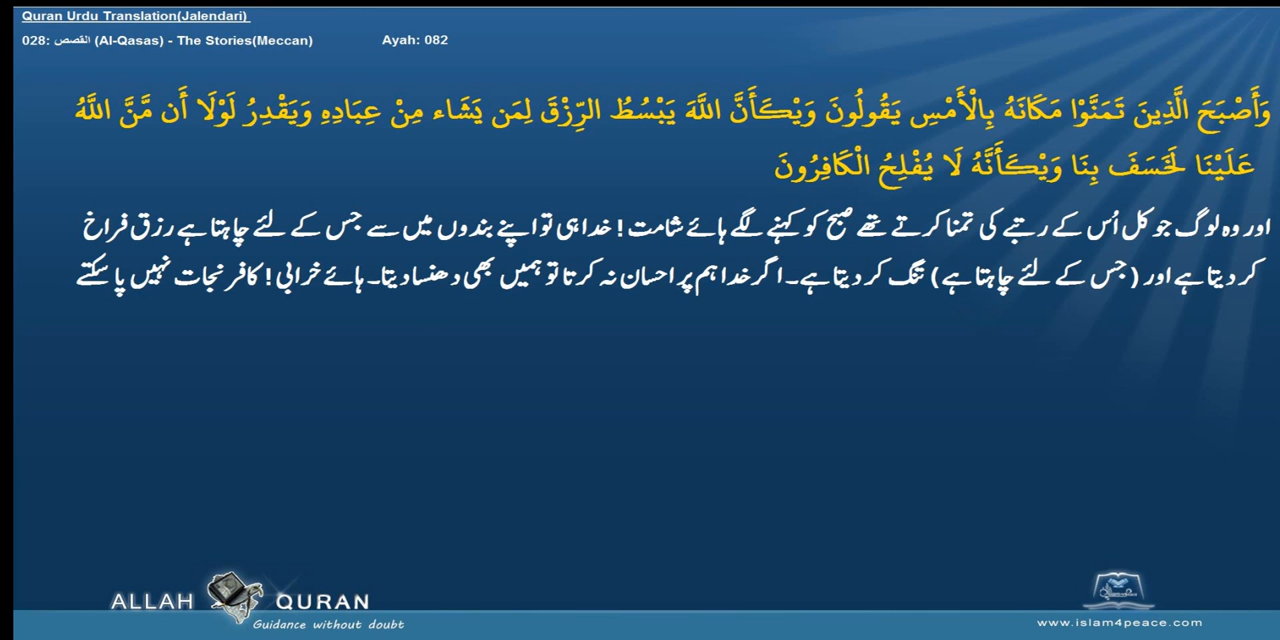 Quran Urdu Translation(Jalendari)
028: القصص (Al-Qasas) - The Stories(Meccan) Ayah: 082
وَأَصْبَحَ الَّذِينَ تَمَنَّوْا مَكَانَهُ بِالْأَمْسِ يَقُولُونَ وَيْكَأَنَّ اللَّهَ يَبْسُطُ الرِّزْقَ لِمَن يَشَاء مِنْ عِبَادِهِ وَيَقْدِرُ لَوْلَا أَن مَّنَّ اللَّهُ
عَلَيْنَا لَخَسَفَ بِنَا وَيْكَأَنَّهُ لَا يُفْلِحُ الْكَافِرُونَ
اور وہ لوگ جو کل اُس کے رتبے کی تمنا کرتے تھے صبح کو کہنے لگے ہائے شامت! خدا ہی تو اپنے بندوں میں سے جس کے لئے چاہتا ہے رزق فراخ
کر دیتا ہے اور (جس کے لئے چاہتا ہے) تنگ کر دیتا ہے۔ اگر خدا ہم پر احسان نہ کرتا تو ہمیں بھی دھنسا دیتا۔ ہائے خرابی! کافر نجات نہیں پا سکتے
ALLAH QURAN
Guidance without doubt
www.islam4peace.com